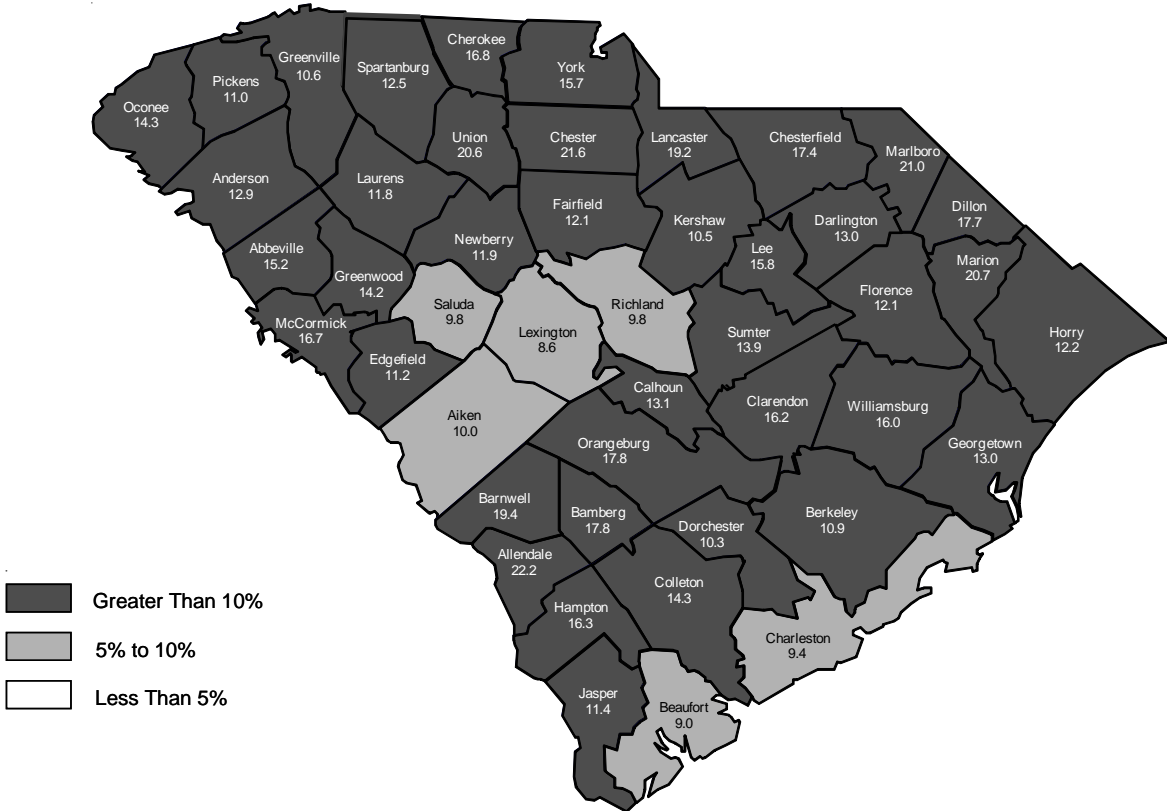 Cherokee
16.8
Greenville
10.6
Spartanburg
12.5
York
15.7
Pickens
11.0
Oconee
14.3
Union
20.6
Chester
21.6
Lancaster
19.2
Chesterfield
17.4
Marlboro
21.0
Anderson
12.9
Laurens
11.8
Fairfield
12.1
Kershaw
10.5
Darlington
13.0
Dillon
17.7
Abbeville
15.2
Newberry
11.9
Lee
15.8
Marion
20.7
Greenwood
14.2
Saluda
9.8
Richland
9.8
Florence
12.1
McCormick
16.7
Lexington
8.6
Sumter
13.9
Horry
12.2
Edgefield
11.2
Calhoun
13.1
Clarendon
16.2
Williamsburg
16.0
Aiken
10.0
Orangeburg
17.8
Georgetown
13.0
Barnwell
19.4
Bamberg
17.8
Dorchester
10.3
Berkeley
10.9
Allendale
22.2
Colleton
14.3
Hampton
16.3
Charleston
9.4
Jasper
11.4
Beaufort
9.0
Greater Than 10%
5% to 10%
Less Than 5%